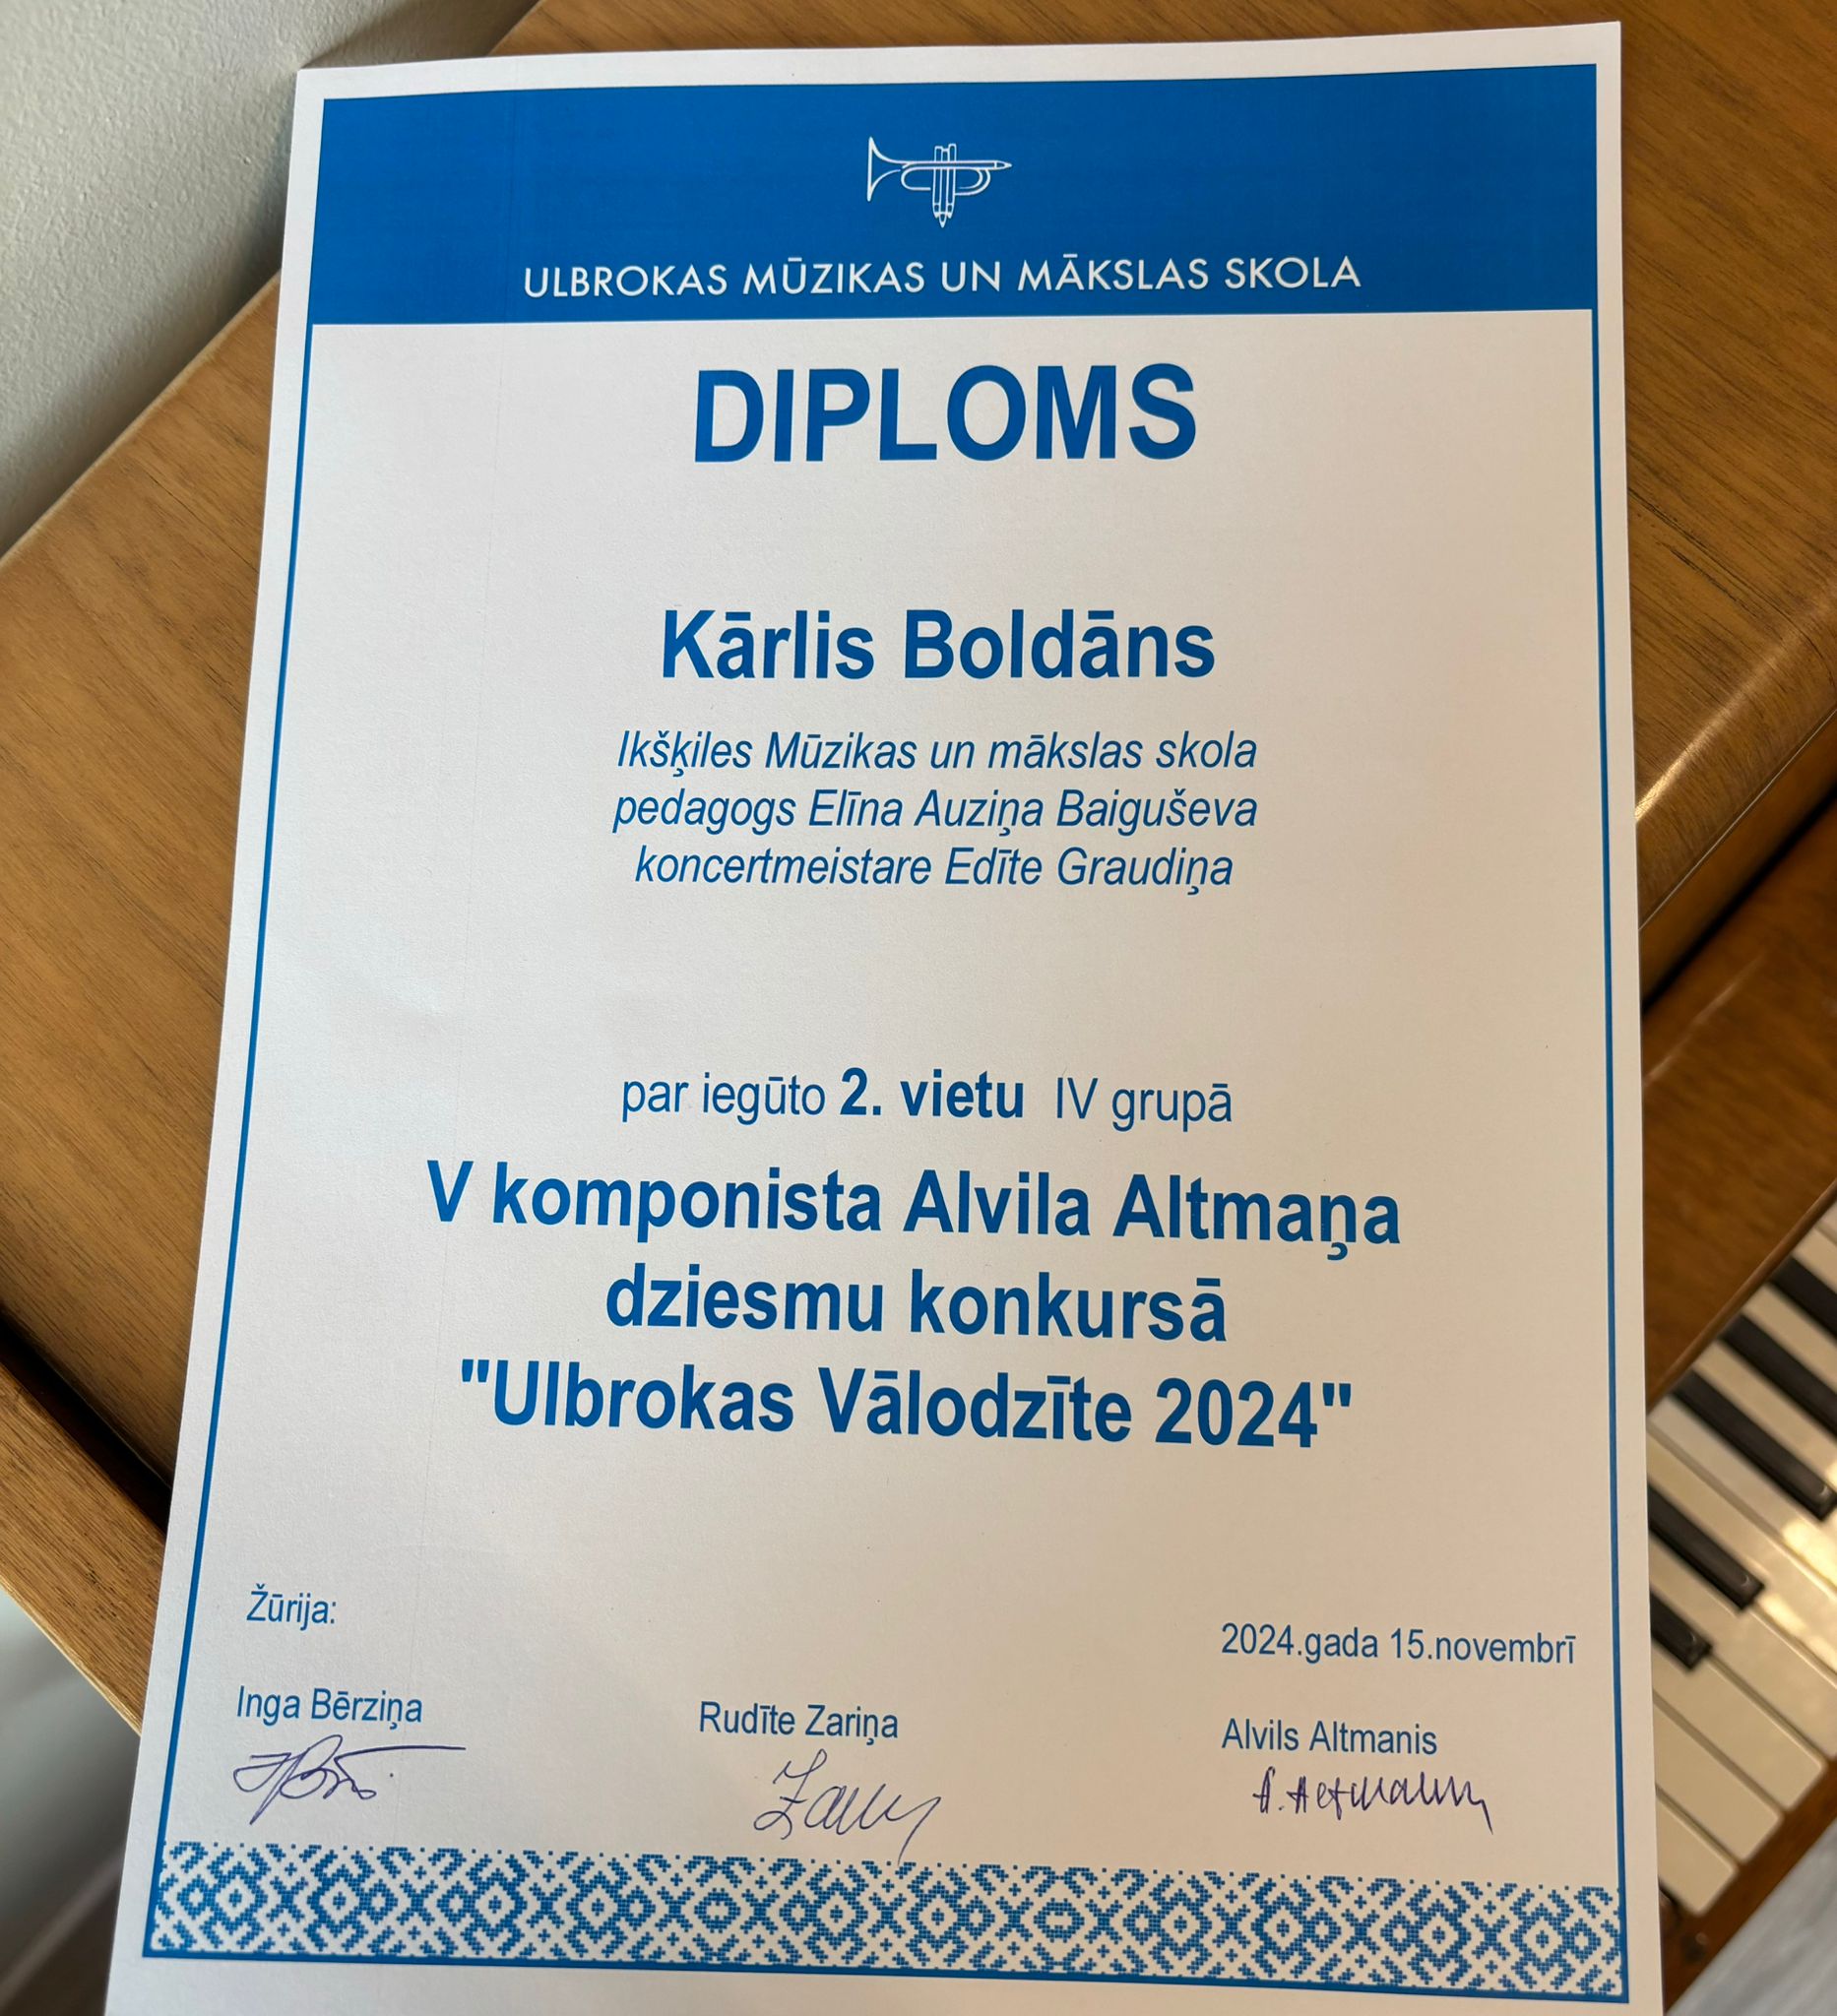 ULBROKAS MŪZIKAS UN MĀKSLAS SKOLA
DIPLOMS
Kārlis Boldāns
Ikšķiles Mūzikas un mākslas skola
pedagogs Elīna Auziņa Baiguševa
koncertmeistare Edīte Graudiņa
par iegūto 2. vietu IV grupā
V komponista Alvila Altmaņa
dziesmu konkursā
"Ulbrokas Vālodzīte 2024"
Žūrija:
2024.gada 15.novembrī
Inga Bērziņa
Rudīte Zariņa
Alvils Altmanis